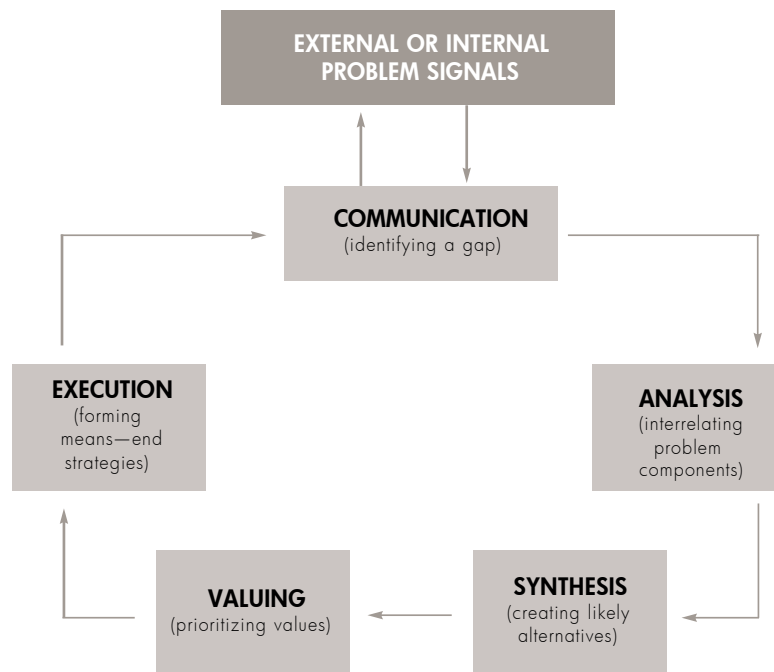 EXTERNAL OR INTERNAL
PROBLEM SIGNALS
COMMUNICATION
(identifying a gap)
ANALYSIS
(interrelating
problem
components)
SYNTHESIS
(creating likely
alternatives)
VALUING
(prioritizing values)
EXECUTION
(forming
means—end
strategies)